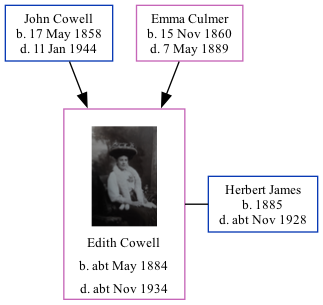 John Cowell
b. 17 May 1858
d. 11 Jan 1944
Emma Culmer
b. 15 Nov 1860
d. 7 May 1889
Edith Cowell
b. abt May 1884
d. abt Nov 1934
Herbert James
b. 1885
d. abt Nov 1928